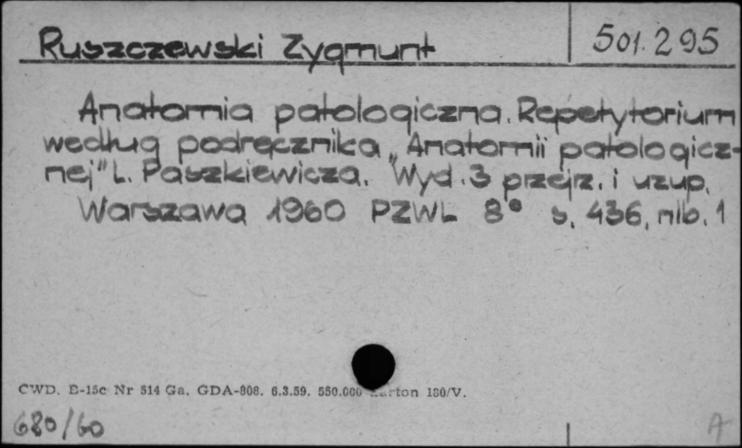 Ruszczewski Zygmunt 501.295
Anatomia patologiczna. Repetytorium
według podręcznika „Anatomii patologicz-
nej" L. Paszkiewicza. Wyd. 3 przejrz. i uzup.
Warszawa 1960 PZWL 8° s. 436, nlb. 1
CWD. E-15c Nr 514 Ga. GDA-808. 6.3.59. 550.000 180/V.
680/60 A